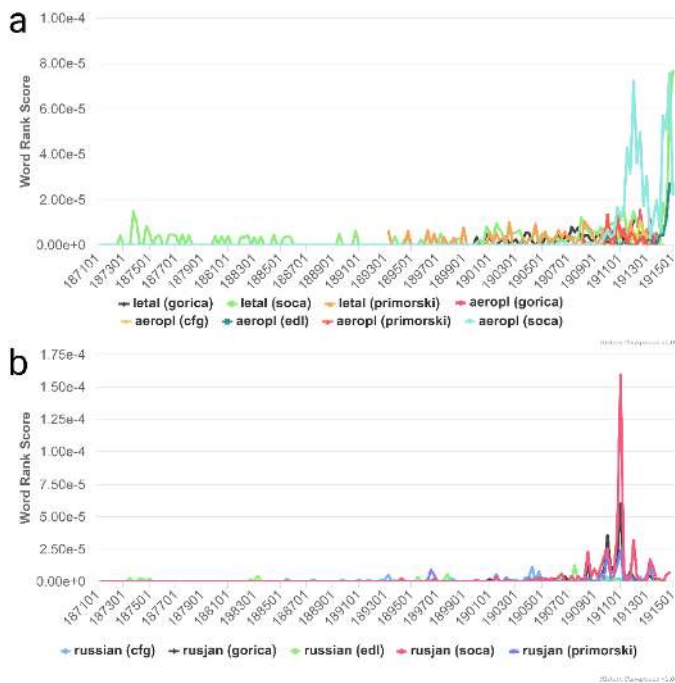 a
1.00e-4
8.00e-5
6.00e-5
4.00e-5
2.00e-5
0.00e+0
Word Rank Score
187101 187301 187501 187701 187901 188101 188301 188501 188701 188901 189101 189301 189501 189701 189901 190101 190301 190501 190701 190901 191101 191301 191501
letal (gorica) letal (soca) letal (primorski) aeropl (gorica)
aeropl (cfg) aeropl (edl) aeropl (primorski) aeropl (soca)
b
1.75e-4
1.50e-4
1.25e-4
1.00e-4
7.50e-5
5.00e-5
2.50e-5
0.00e+0
Word Rank Score
187101 187301 187501 187701 187901 188101 188301 188501 188701 188901 189101 189301 189501 189701 189901 190101 190301 190501 190701 190901 191101 191301 191501
russian (cfg) rusjan (gorica) russian (edl) rusjan (soca) rusjan (primorski)